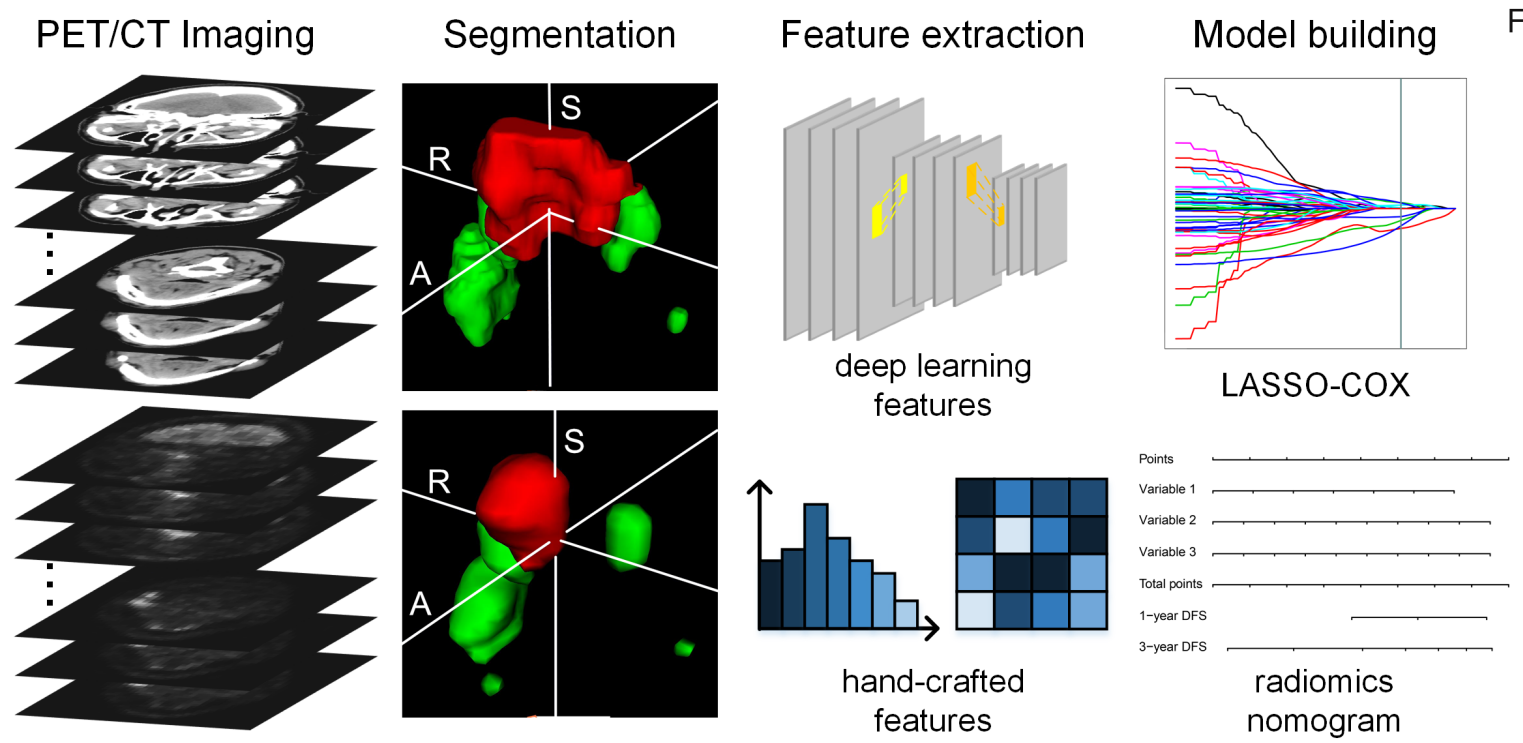 PET/CT Imaging
Segmentation
Feature extraction
Model building
F
S
R
A
deep learning
features
LASSO-COX
S
R
A
hand-crafted
features
Points
Variable 1
Variable 2
Variable 3
Total points
1−year DFS
3−year DFS
radiomics
nomogram